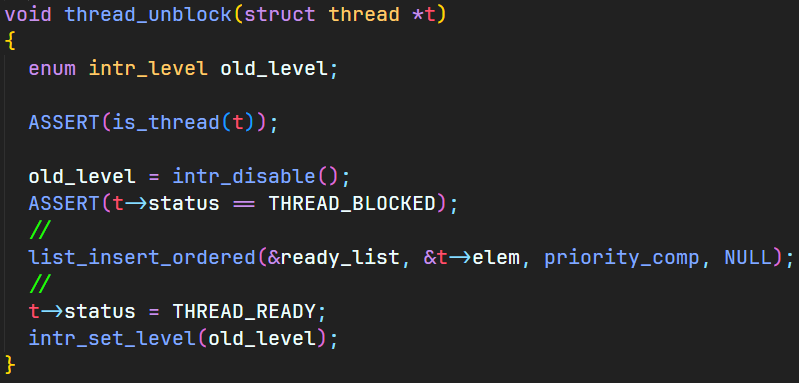 void thread_unblock(struct thread *t)
{
enum intr_level old_level;
ASSERT(is_thread(t));
old_level = intr_disable();
ASSERT(t->status == THREAD_BLOCKED);
//
list_insert_ordered(&ready_list, &t->elem, priority_comp, NULL);
//
t->status = THREAD_READY;
intr_set_level(old_level);
}